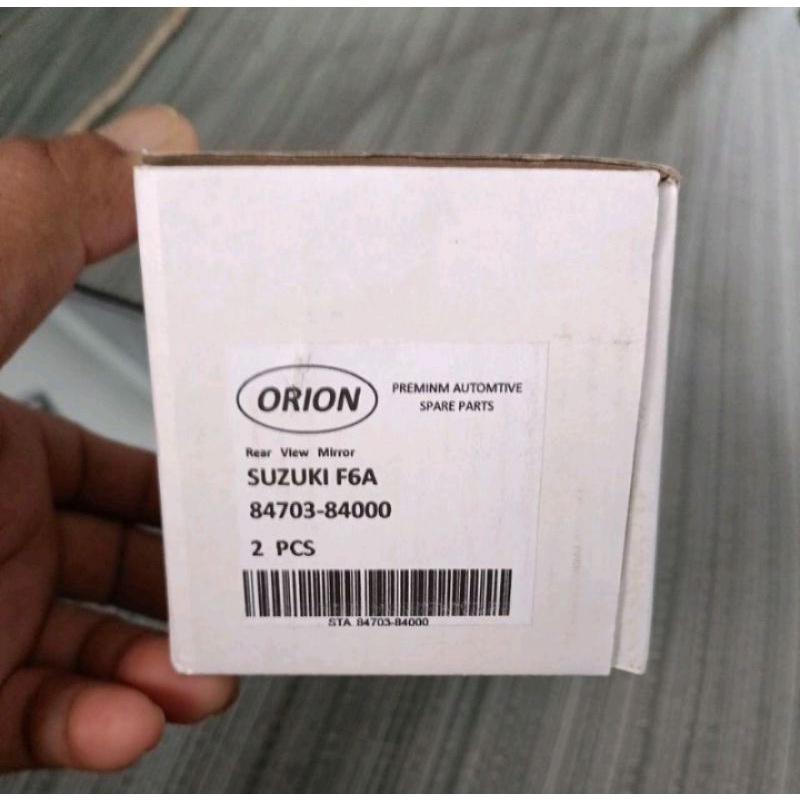 ORION
PREMINM AUTOMTIVE
SPARE PARTS
Rear View Mirror
SUZUKI F6A
84703-84000
2 PCS
STA 84703-84000